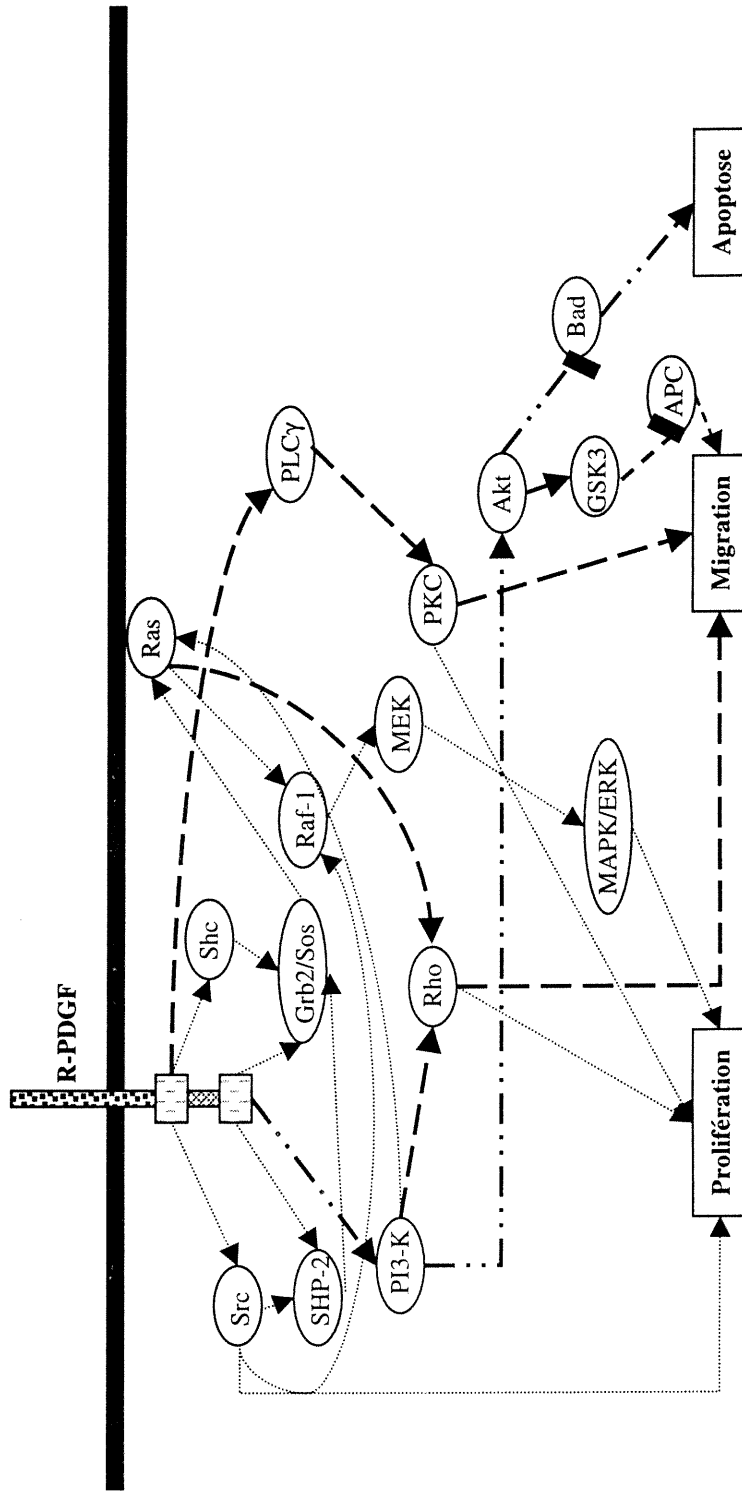 R-PDGF
Ras
Shc
Src
PLCγ
Grb2/Sos
Raf-1
SHP-2
PI3-K
MEK
PKC
Rho
Akt
Bad
GSK3
MAPK/ERK
APC
Prolifération
Migration
Apoptose